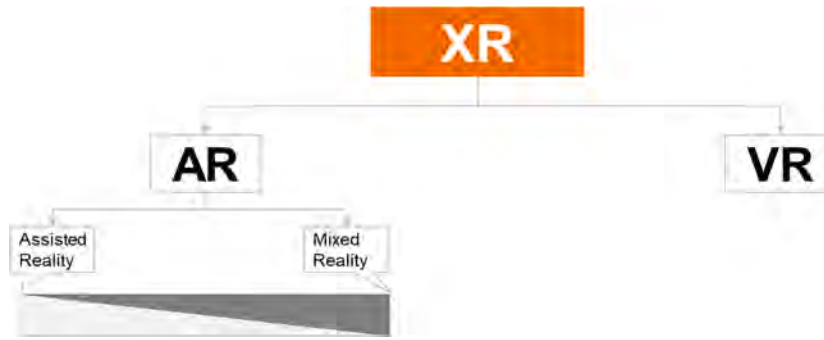 XR
AR
VR
Assisted
Reality
Mixed
Reality